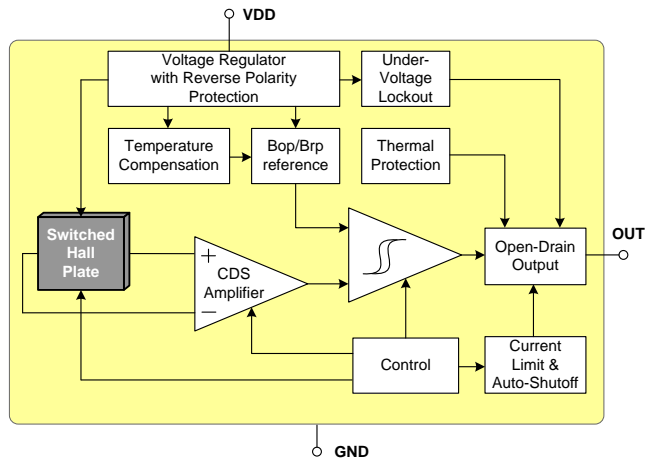 VDD
Voltage Regulator
with Reverse Polarity
Protection
Under-
Voltage
Lockout
Temperature
Compensation
Bop/Brp
reference
Thermal
Protection
Switched
Hall
Plate
+
CDS
Amplifier
−
Open-Drain
Output
OUT
Control
Current
Limit &
Auto-Shutoff
GND